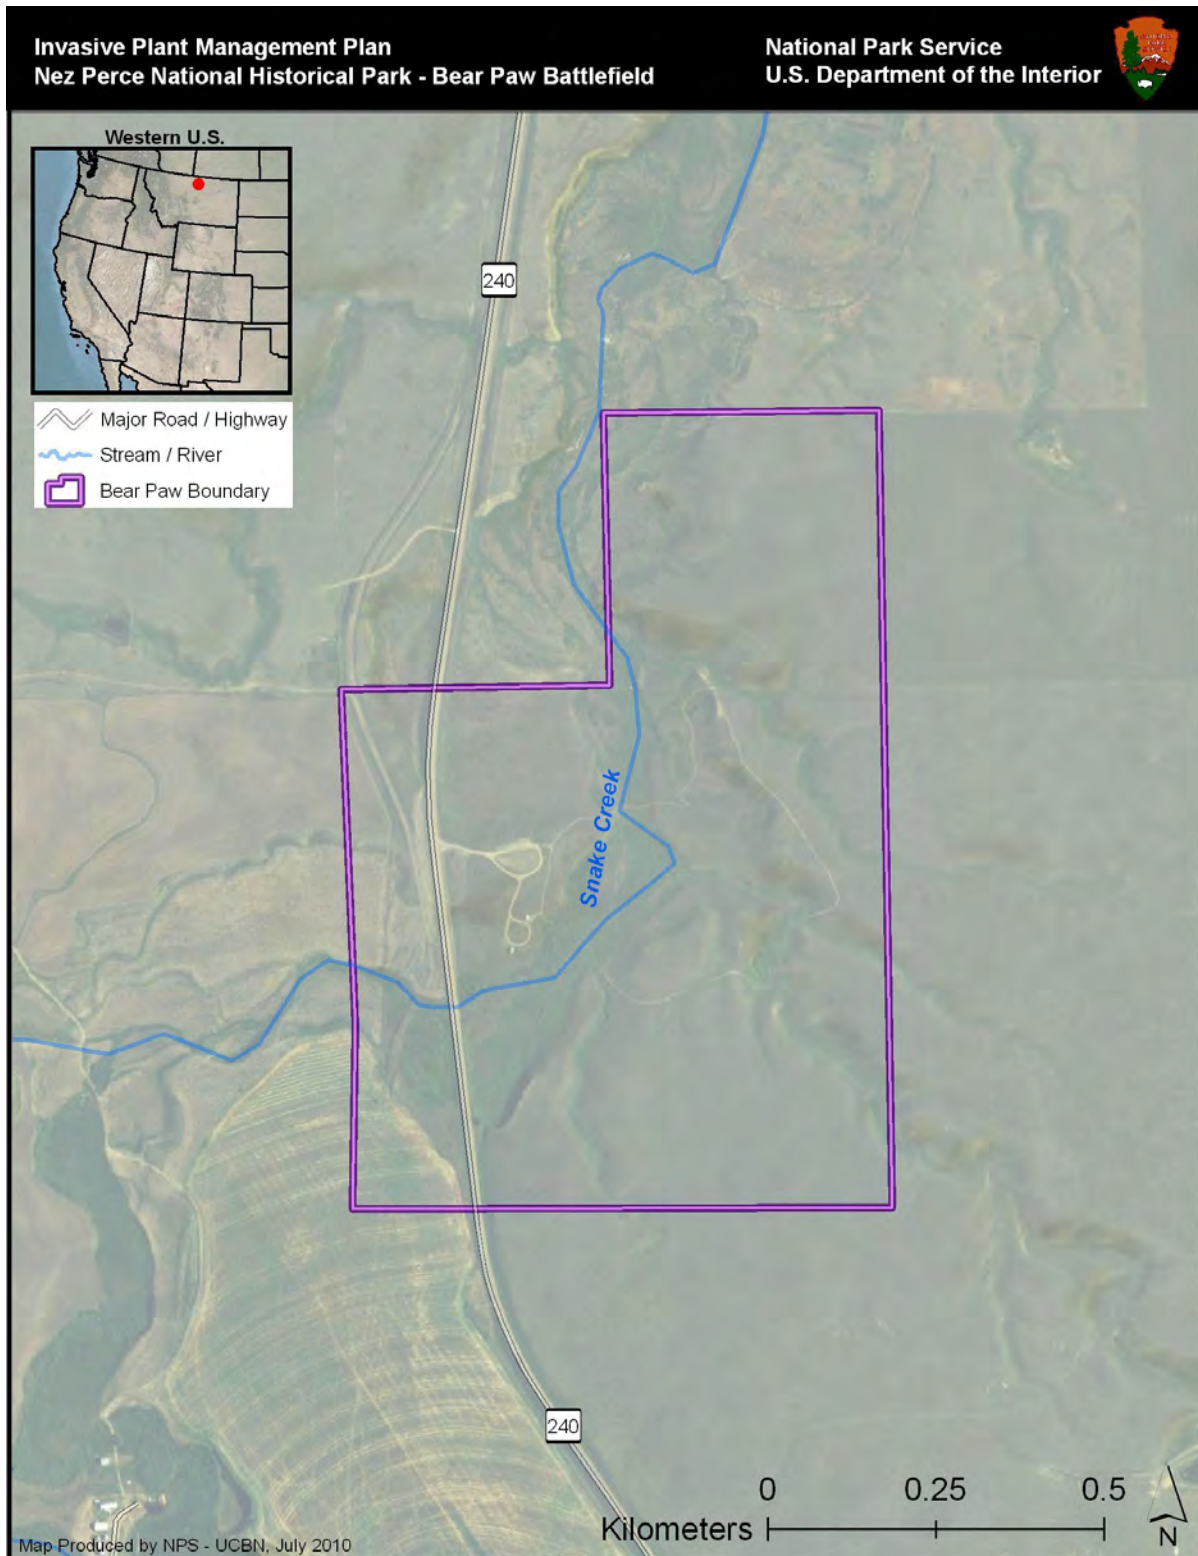 Invasive Plant Management Plan
Nez Perce National Historical Park - Bear Paw Battlefield
National Park Service
U.S. Department of the Interior
Western U.S.
Major Road / Highway
Stream / River
Bear Paw Boundary
240
Snake Creek
240
0 0.25 0.5
Kilometers
N
Map Produced by NPS - UCBN, July 2010